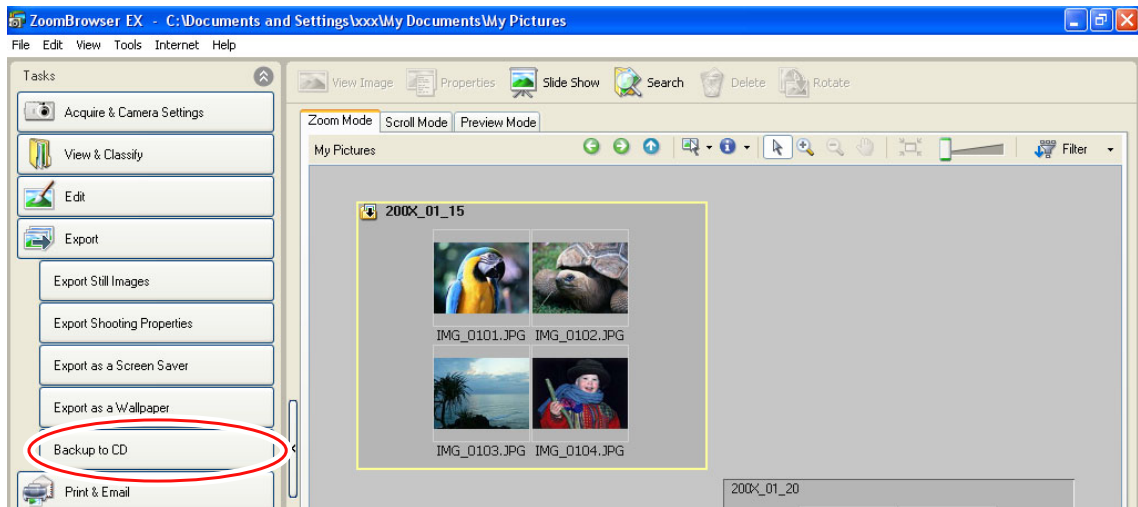 ZoomBrowser EX - C:\Documents and Settings\xxx\My Documents\My Pictures
File Edit View Tools Internet Help
Tasks
View Image Properties Slide Show Search Delete Rotate
Acquire & Camera Settings
Zoom Mode Scroll Mode Preview Mode
View & Classify
My Pictures
Filter
Edit
200X_01_15
Export
Export Still Images
Export Shooting Properties
IMG_0101.JPG IMG_0102.JPG
Export as a Screen Saver
Export as a Wallpaper
Backup to CD
IMG_0103.JPG IMG_0104.JPG
Print & Email
200X_01_20